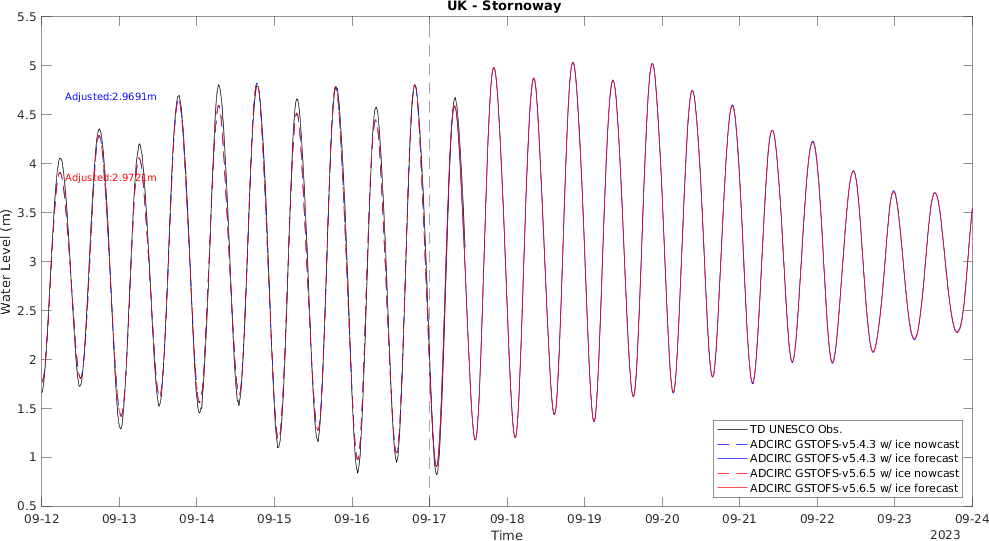 UK - Stornoway
5.5
5
4.5
4
3.5
3
2.5
2
1.5
1
0.5
Water Level (m)
Adjusted:2.9691m
Adjusted:2.9721m
TD UNESCO Obs.
ADCIRC GSTOFS-v5.4.3 w/ ice nowcast
ADCIRC GSTOFS-v5.4.3 w/ ice forecast
ADCIRC GSTOFS-v5.6.5 w/ ice nowcast
ADCIRC GSTOFS-v5.6.5 w/ ice forecast
09-12 09-13 09-14 09-15 09-16 09-17 09-18 09-19 09-20 09-21 09-22 09-23 09-24
Time
2023